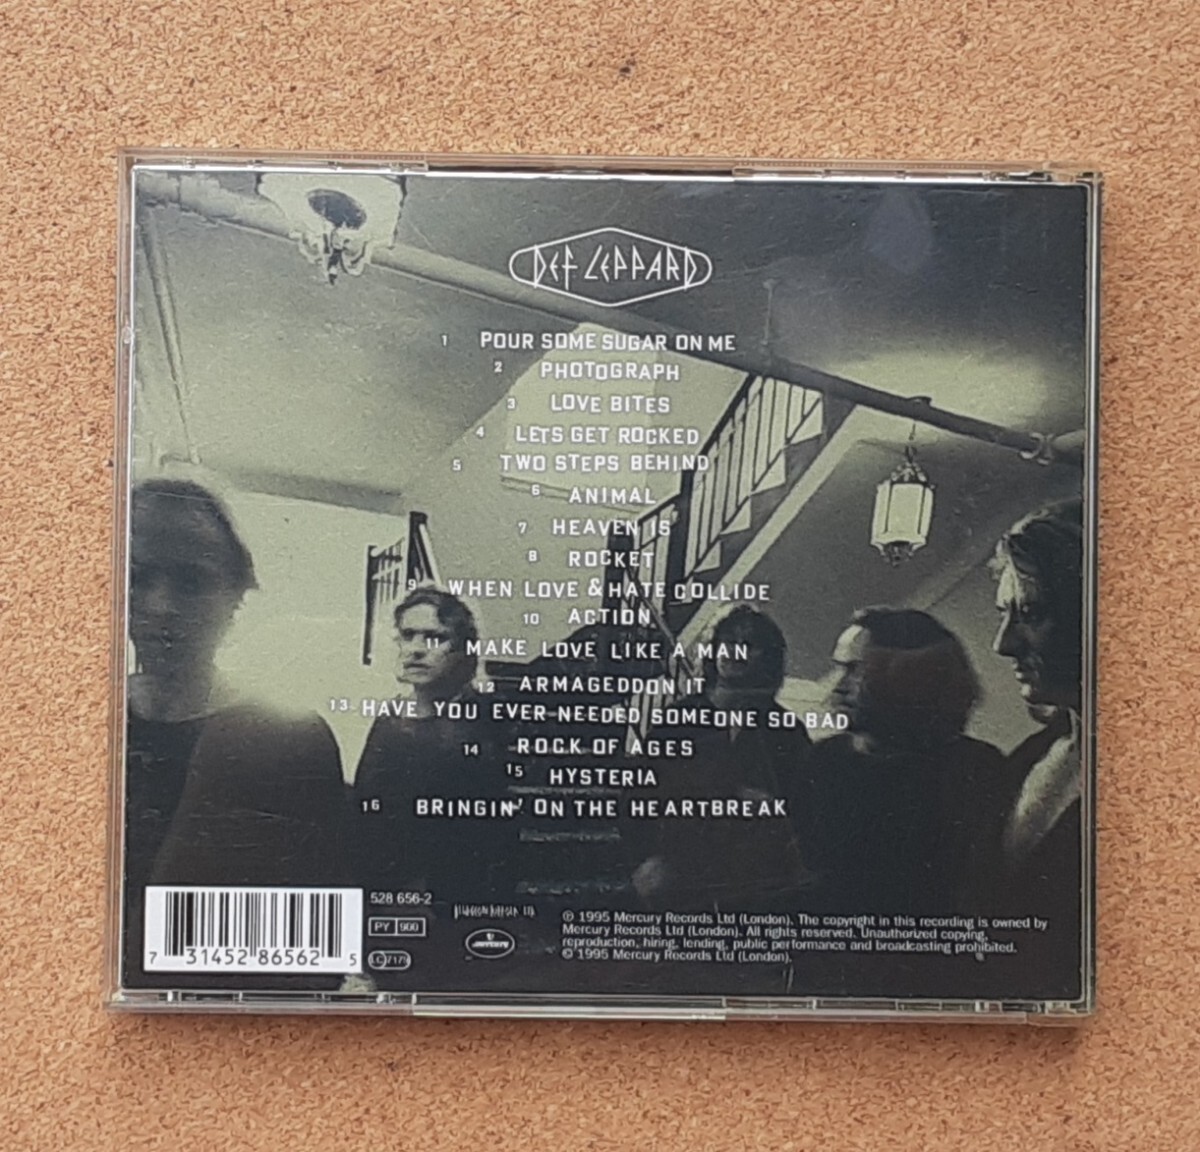 DEF LEPPARD
1 POUR SOME SUGAR ON ME
2 PHOTOGRAPH
3 LOVE BITES
4 LETS GET ROCKED
5 TWO STEPS BEHIND
6 ANIMAL
7 HEAVEN IS
8 ROCKET
9 WHEN LOVE & HATE COLLIDE
10 ACTION
11 MAKE LOVE LIKE A MAN
12 ARMAGEDDON IT
13 HAVE YOU EVER NEEDED SOMEONE SO BAD
14 ROCK OF AGES
15 HYSTERIA
16 BRINGIN' ON THE HEARTBREAK
7 31452 86562 5
528 656-2
PY 900
LC 7179
mercury
℗ 1995 Mercury Records Ltd (London). The copyright in this recording is owned by
Mercury Records Ltd (London). All rights reserved. Unauthorized copying,
reproduction, hiring, lending, public performance and broadcasting prohibited.
© 1995 Mercury Records Ltd (London).